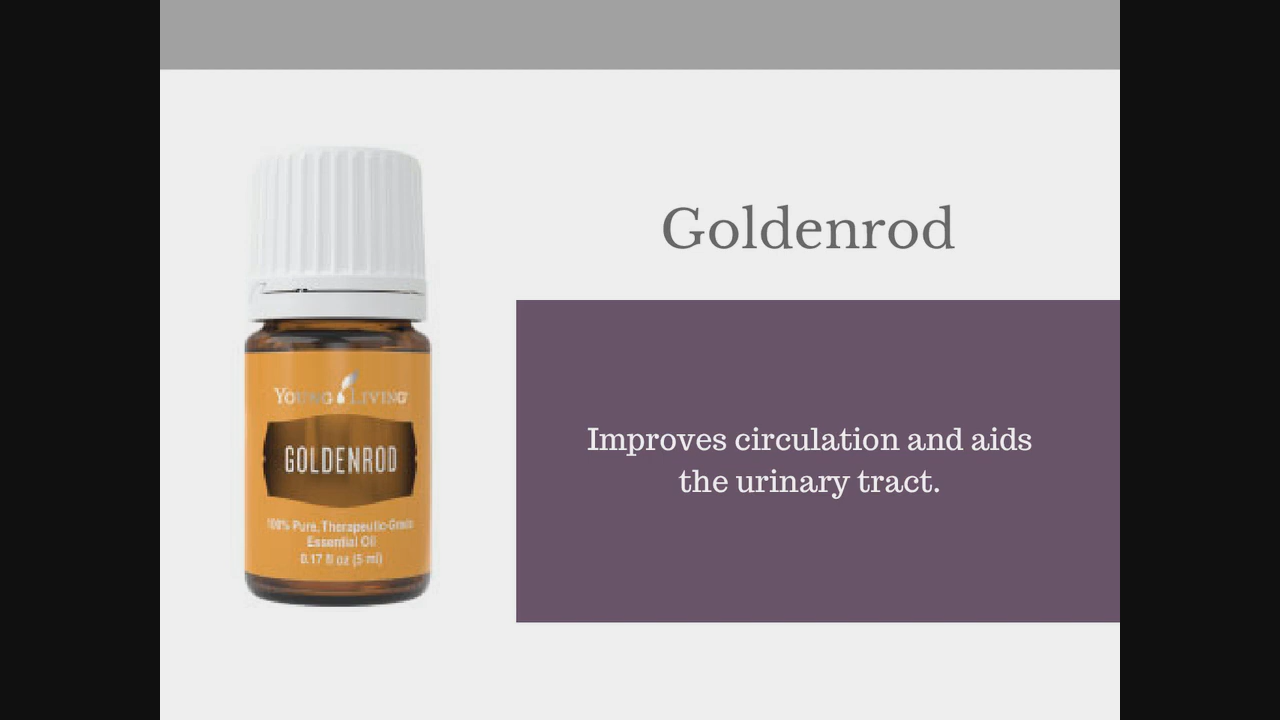 Goldenrod
Improves circulation and aids
the urinary tract.
YOUNG LIVING
GOLDENROD
100% Pure, Therapeutic-Grade
Essential Oil
0.17 fl oz (5 ml)